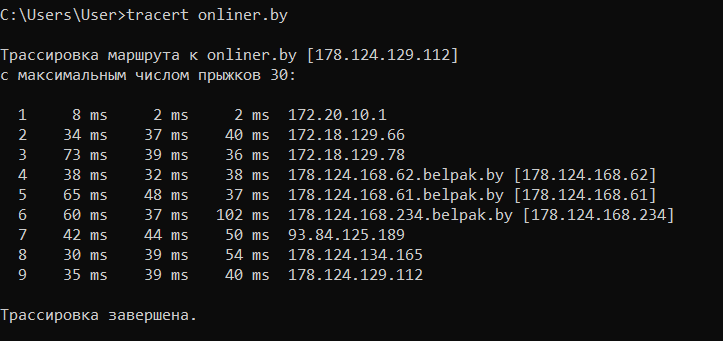 C:\Users\User>tracert onliner.by
Трассировка маршрута к onliner.by [178.124.129.112]
с максимальным числом прыжков 30:
1 8 ms 2 ms 2 ms 172.20.10.1
2 34 ms 37 ms 40 ms 172.18.129.66
3 73 ms 39 ms 36 ms 172.18.129.78
4 38 ms 32 ms 38 ms 178.124.168.62.belpak.by [178.124.168.62]
5 65 ms 48 ms 37 ms 178.124.168.61.belpak.by [178.124.168.61]
6 60 ms 37 ms 102 ms 178.124.168.234.belpak.by [178.124.168.234]
7 42 ms 44 ms 50 ms 93.84.125.189
8 30 ms 39 ms 54 ms 178.124.134.165
9 35 ms 39 ms 40 ms 178.124.129.112
Трассировка завершена.